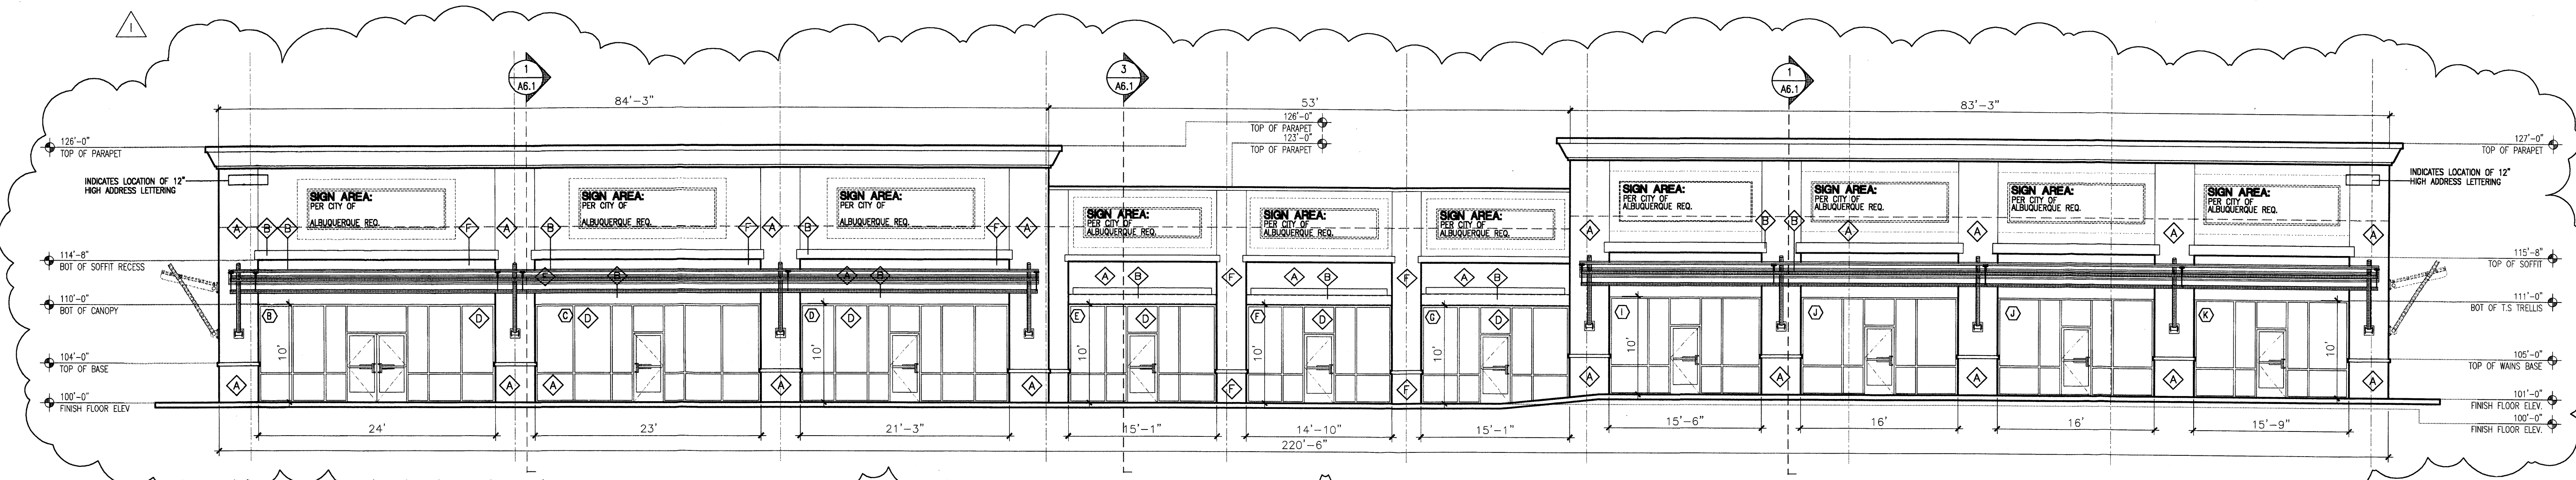 1
1
A6.1
3
A6.1
1
A6.1
84'-3"
53'
83'-3"
126'-0"
TOP OF PARAPET
126'-0"
TOP OF PARAPET
123'-0"
TOP OF PARAPET
127'-0"
TOP OF PARAPET
INDICATES LOCATION OF 12"
HIGH ADDRESS LETTERING
INDICATES LOCATION OF 12"
HIGH ADDRESS LETTERING
SIGN AREA:
PER CITY OF
ALBUQUERQUE REQ.
SIGN AREA:
PER CITY OF
ALBUQUERQUE REQ.
SIGN AREA:
PER CITY OF
ALBUQUERQUE REQ.
SIGN AREA:
PER CITY OF
ALBUQUERQUE REQ.
SIGN AREA:
PER CITY OF
ALBUQUERQUE REQ.
SIGN AREA:
PER CITY OF
ALBUQUERQUE REQ.
SIGN AREA:
PER CITY OF
ALBUQUERQUE REQ.
SIGN AREA:
PER CITY OF
ALBUQUERQUE REQ.
SIGN AREA:
PER CITY OF
ALBUQUERQUE REQ.
SIGN AREA:
PER CITY OF
ALBUQUERQUE REQ.
A B B F A B F A B F A B B A A A A
A
114'-8"
BOT OF SOFFIT RECESS
115'-8"
TOP OF SOFFIT
F B A B A B F A B F A B
110'-0"
BOT OF CANOPY
111'-0"
BOT OF T.S TRELLIS
B D C D D D E D F D G D I J J K
10' 10' 10' 10' 10' 10'
104'-0"
TOP OF BASE
105'-0"
TOP OF WAINS BASE
A A A A A F F A A A A A
100'-0"
FINISH FLOOR ELEV
101'-0"
FINISH FLOOR ELEV.
100'-0"
FINISH FLOOR ELEV.
24'
23'
21'-3"
15'-1"
14'-10"
15'-1"
15'-6"
16'
16'
15'-9"
220'-6"